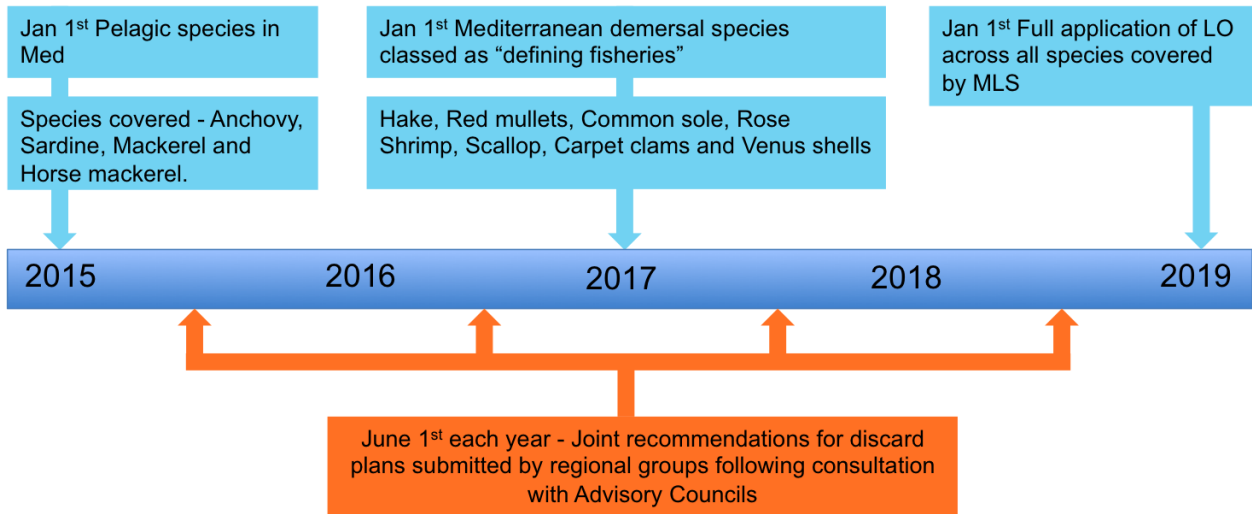 Jan 1st Pelagic species in
Med
Species covered - Anchovy,
Sardine, Mackerel and
Horse mackerel.
Jan 1st Mediterranean demersal species
classed as “defining fisheries”
Hake, Red mullets, Common sole, Rose
Shrimp, Scallop, Carpet clams and Venus shells
Jan 1st Full application of LO
across all species covered
by MLS
2015
2016
2017
2018
2019
June 1st each year - Joint recommendations for discard
plans submitted by regional groups following consultation
with Advisory Councils